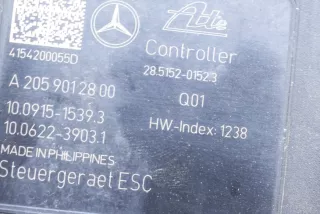 Ate
4154200055D
Controller
28.5152-0152.3
A 205 901 28 00
Q01
10.0915-1539.3
HW-Index: 1238
10.0622-3903.1
MADE IN PHILIPPINES
Steuergeraet ESC